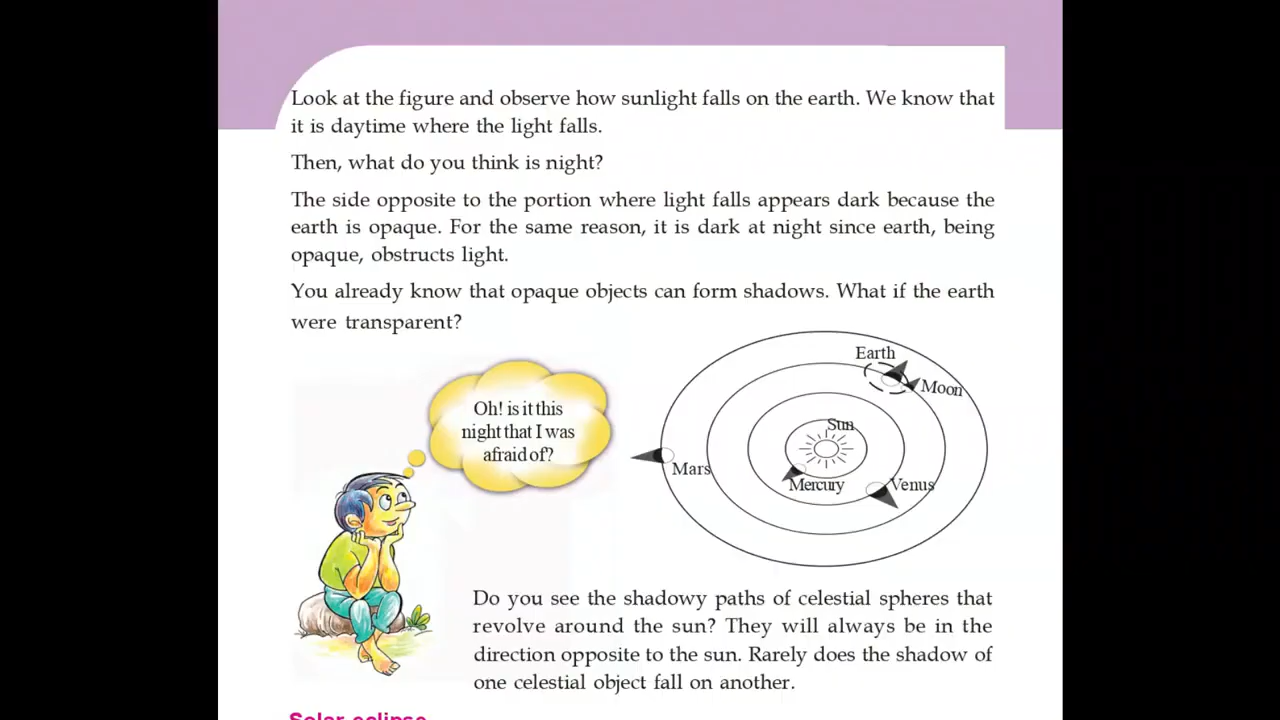 Look at the figure and observe how sunlight falls on the earth. We know that
it is daytime where the light falls.
Then, what do you think is night?
The side opposite to the portion where light falls appears dark because the
earth is opaque. For the same reason, it is dark at night since earth, being
opaque, obstructs light.
You already know that opaque objects can form shadows. What if the earth
were transparent?
Oh! is it this
night that I was
afraid of?
Earth
Moon
Sun
Mars
Mercury
Venus
Do you see the shadowy paths of celestial spheres that
revolve around the sun? They will always be in the
direction opposite to the sun. Rarely does the shadow of
one celestial object fall on another.
Solar eclipse